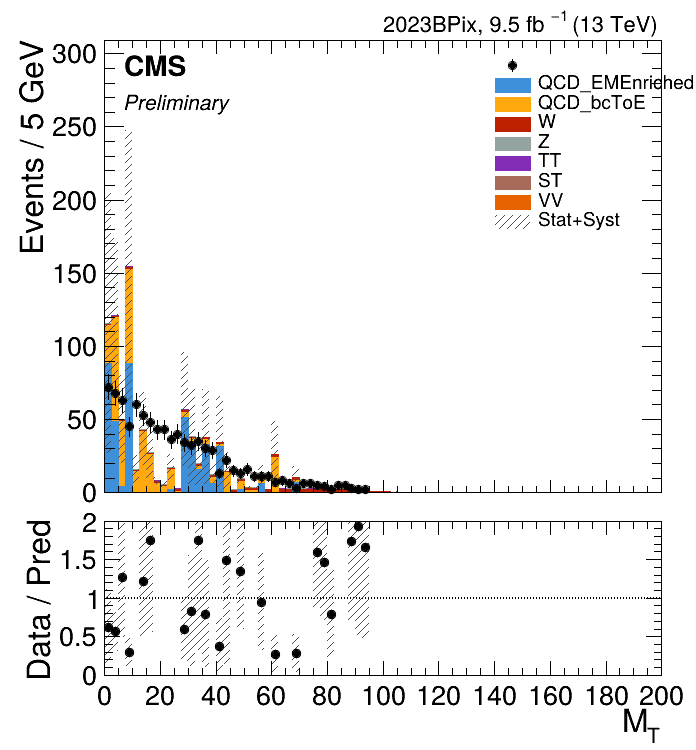 2023BPix, 9.5 fb⁻¹ (13 TeV)
Events / 5 GeV
300
250
200
150
100
50
0
CMS
Preliminary
QCD_EMEnriched
QCD_bcToE
W
Z
TT
ST
VV
Stat+Syst
Data / Pred
2
1.5
1
0.5
0
0 20 40 60 80 100 120 140 160 180 200
M_T